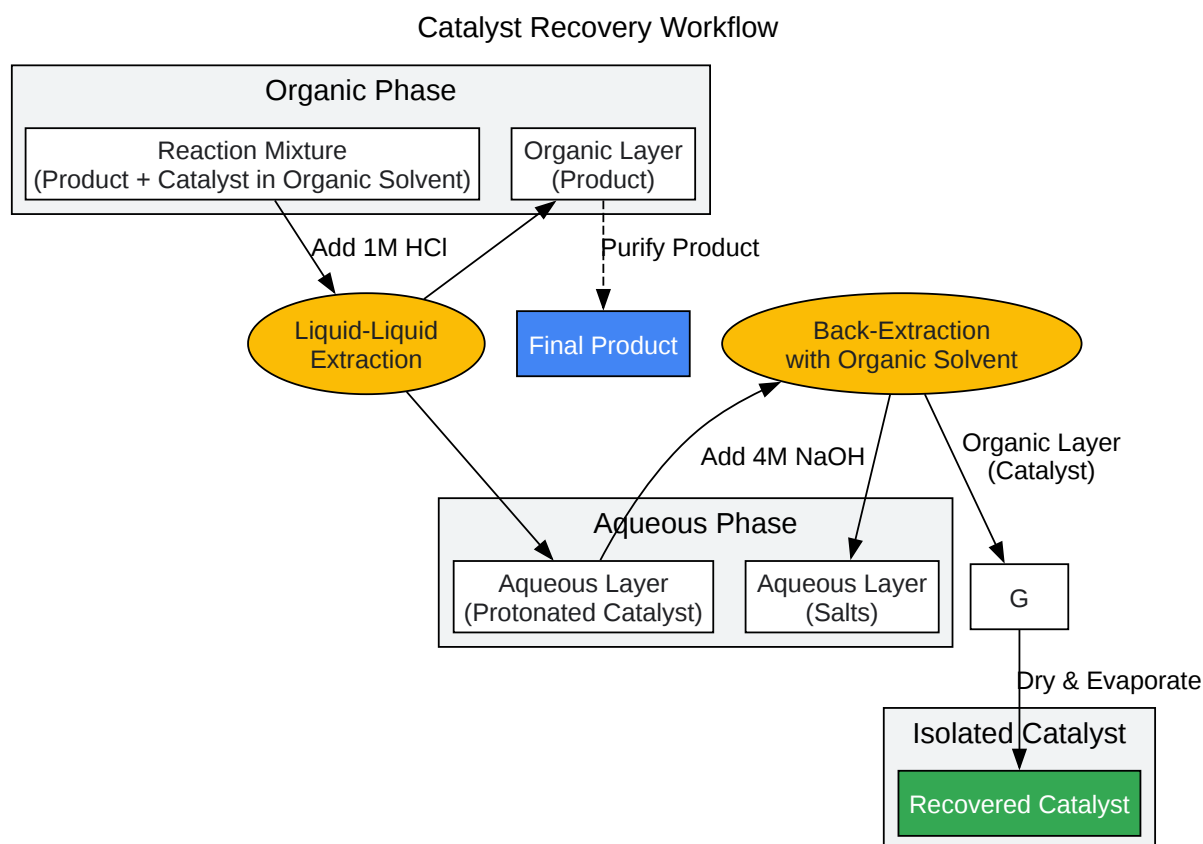 Catalyst Recovery Workflow
Organic Phase
Reaction Mixture
(Product + Catalyst in Organic Solvent)
Organic Layer
(Product)
Add 1M HCl
Purify Product
Liquid-Liquid
Extraction
Final Product
Back-Extraction
with Organic Solvent
Add 4M NaOH
Organic Layer
(Catalyst)
Aqueous Phase
Aqueous Layer
(Protonated Catalyst)
Aqueous Layer
(Salts)
G
Dry & Evaporate
Isolated Catalyst
Recovered Catalyst